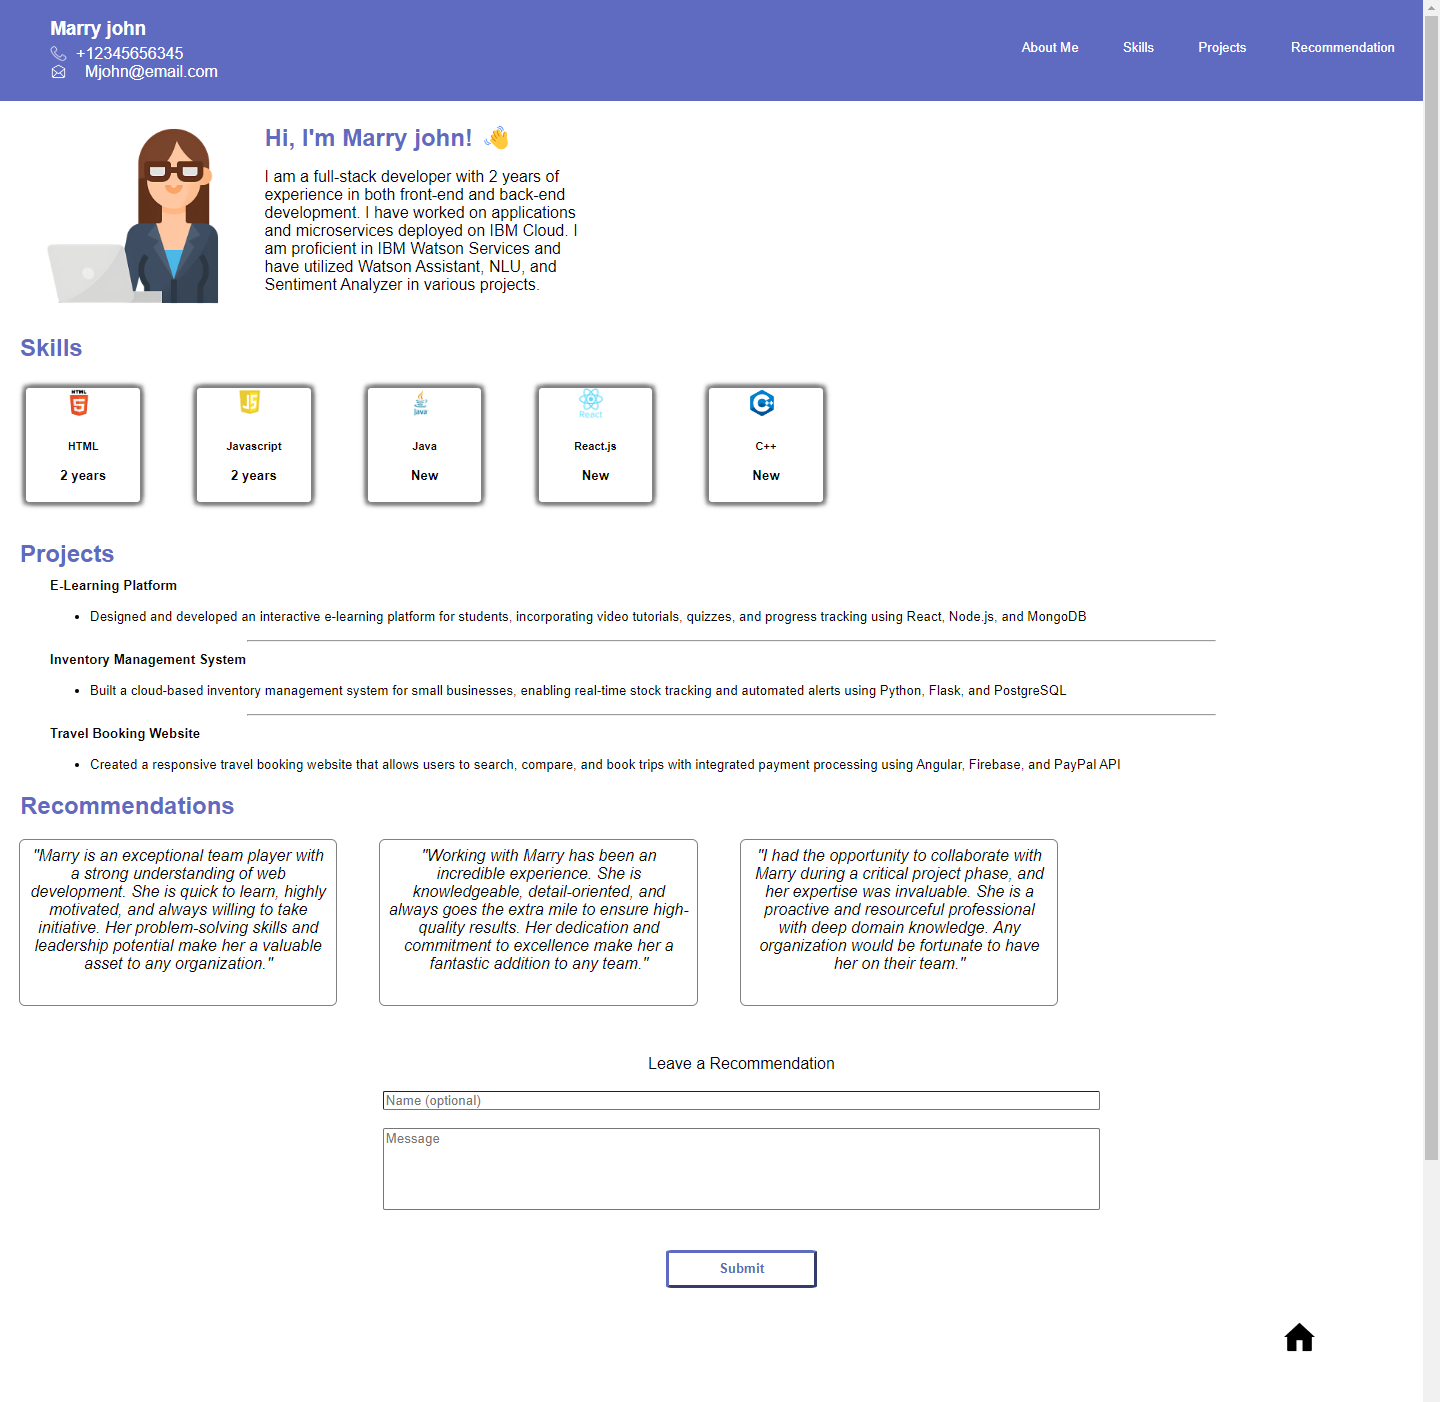 Marry john
+12345656345
Mjohn@email.com
About Me
Skills
Projects
Recommendation
Hi, I'm Marry john! 👋
I am a full-stack developer with 2 years of
experience in both front-end and back-end
development. I have worked on applications
and microservices deployed on IBM Cloud. I
am proficient in IBM Watson Services and
have utilized Watson Assistant, NLU, and
Sentiment Analyzer in various projects.
Skills
HTML
5
HTML
2 years
JS
Javascript
2 years
Java
Java
New
React
React.js
New
C++
C++
New
Projects
E-Learning Platform
• Designed and developed an interactive e-learning platform for students, incorporating video tutorials, quizzes, and progress tracking using React, Node.js, and MongoDB
Inventory Management System
• Built a cloud-based inventory management system for small businesses, enabling real-time stock tracking and automated alerts using Python, Flask, and PostgreSQL
Travel Booking Website
• Created a responsive travel booking website that allows users to search, compare, and book trips with integrated payment processing using Angular, Firebase, and PayPal API
Recommendations
"Marry is an exceptional team player with
a strong understanding of web
development. She is quick to learn, highly
motivated, and always willing to take
initiative. Her problem-solving skills and
leadership potential make her a valuable
asset to any organization."
"Working with Marry has been an
incredible experience. She is
knowledgeable, detail-oriented, and
always goes the extra mile to ensure high-
quality results. Her dedication and
commitment to excellence make her a
fantastic addition to any team."
"I had the opportunity to collaborate with
Marry during a critical project phase, and
her expertise was invaluable. She is a
proactive and resourceful professional
with deep domain knowledge. Any
organization would be fortunate to have
her on their team."
Leave a Recommendation
Name (optional)
Message
Submit